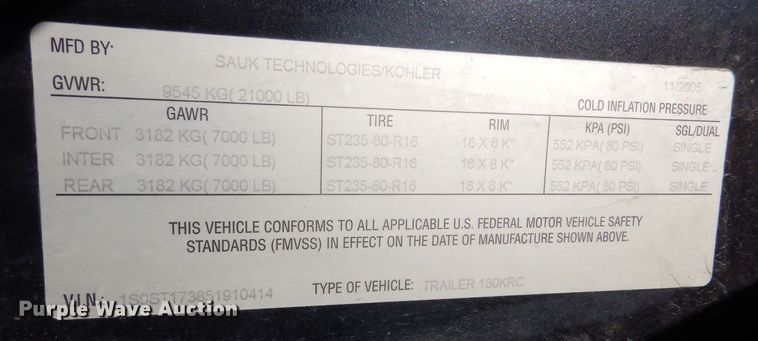 MFD BY: SAUK TECHNOLOGIES/KOHLER 11/2005
GVWR: 9545 KG( 21000 LB) COLD INFLATION PRESSURE
GAWR TIRE RIM KPA (PSI) SGL/DUAL
FRONT 3182 KG( 7000 LB) ST235-80-R16 16 X 6 K" 552 KPA( 80 PSI) SINGLE
INTER 3182 KG( 7000 LB) ST235-80-R16 16 X 6 K" 552 KPA( 80 PSI) SINGLE
REAR 3182 KG( 7000 LB) ST235-80-R16 16 X 6 K" 552 KPA( 80 PSI) SINGLE
THIS VEHICLE CONFORMS TO ALL APPLICABLE U.S. FEDERAL MOTOR VEHICLE SAFETY
STANDARDS (FMVSS) IN EFFECT ON THE DATE OF MANUFACTURE SHOWN ABOVE.
V.I.N.: 1S9ST173851910414 TYPE OF VEHICLE: TRAILER 180KRC
Purple Wave Auction